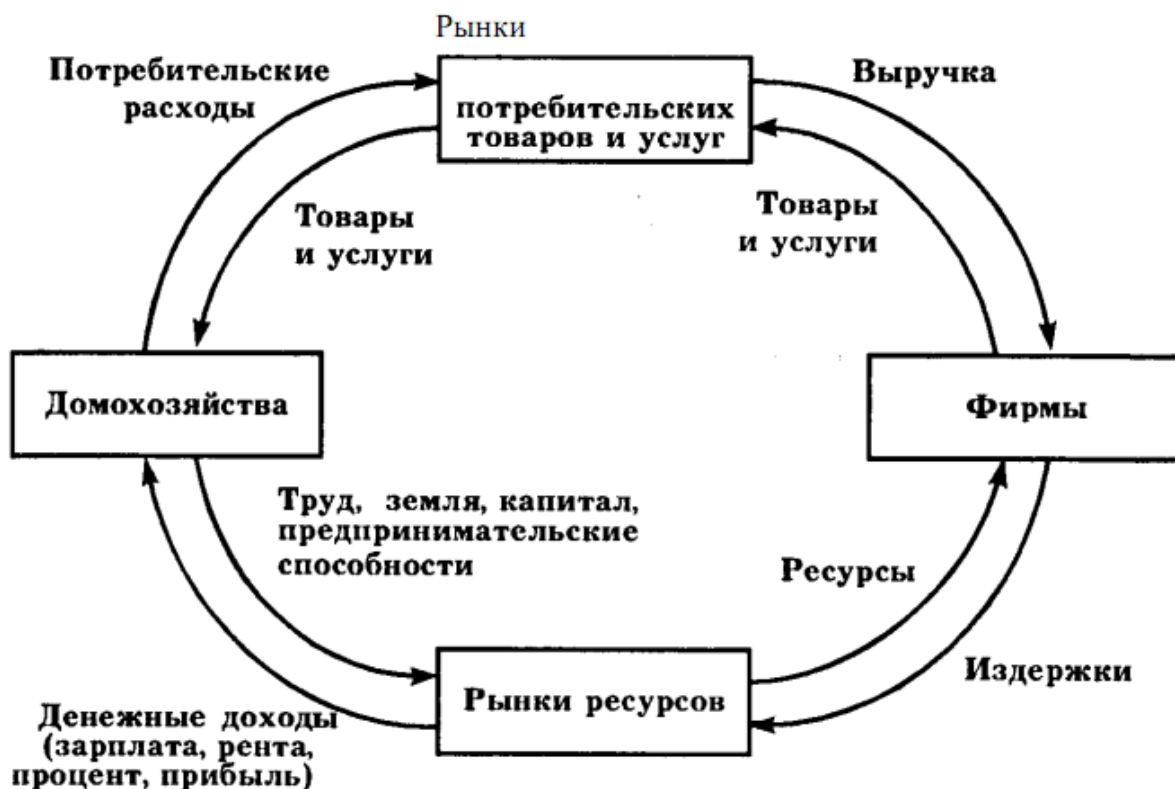 Рынки
Потребительские
расходы
потребительских
товаров и услуг
Выручка
Товары
и услуги
Товары
и услуги
Домохозяйства
Фирмы
Труд, земля, капитал,
предпринимательские
способности
Ресурсы
Рынки ресурсов
Издержки
Денежные доходы
(зарплата, рента,
процент, прибыль)